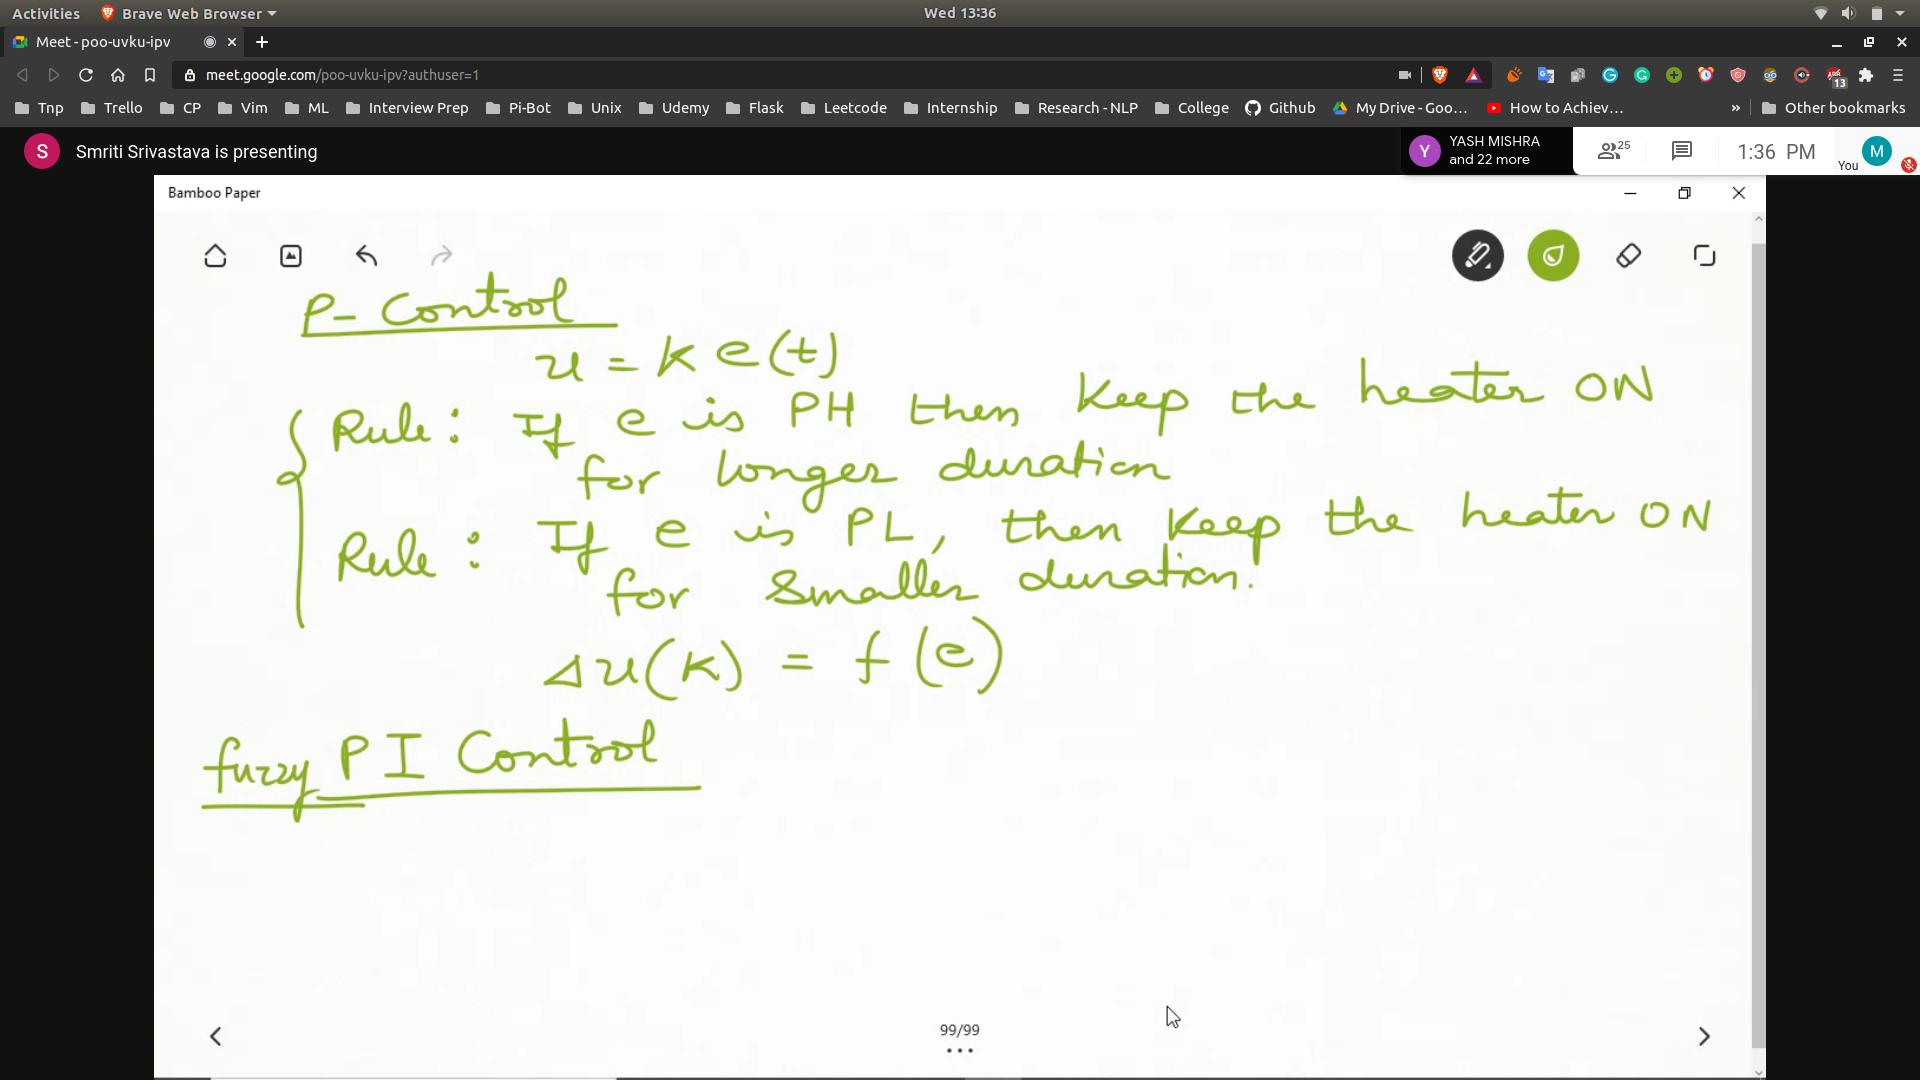 Activities Brave Web Browser Wed 13:36
Meet - poo-uvku-ipv
meet.google.com/poo-uvku-ipv?authuser=1
13
Tnp Trello CP Vim ML Interview Prep Pi-Bot Unix Udemy Flask Leetcode Internship Research - NLP College Github My Drive - Goo... How to Achiev... » Other bookmarks
S Smriti Srivastava is presenting
Y YASH MISHRA
and 22 more
25
1:36 PM
You M
Bamboo Paper
P- Control
u = k e(t)
Rule : If e is PH then keep the heater ON
for longer duration
Rule : If e is PL, then keep the heater ON
for smaller duration.
Δu(k) = f(e)
fuzzy PI Control
99/99